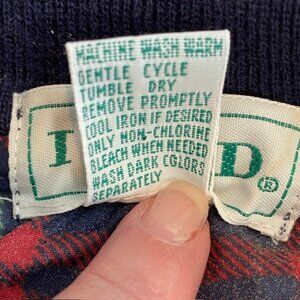 MACHINE WASH WARM
GENTLE CYCLE
TUMBLE DRY
REMOVE PROMPTLY
COOL IRON IF DESIRED
ONLY NON-CHLORINE
BLEACH WHEN NEEDED
WASH DARK COLORS
SEPARATELY
D®